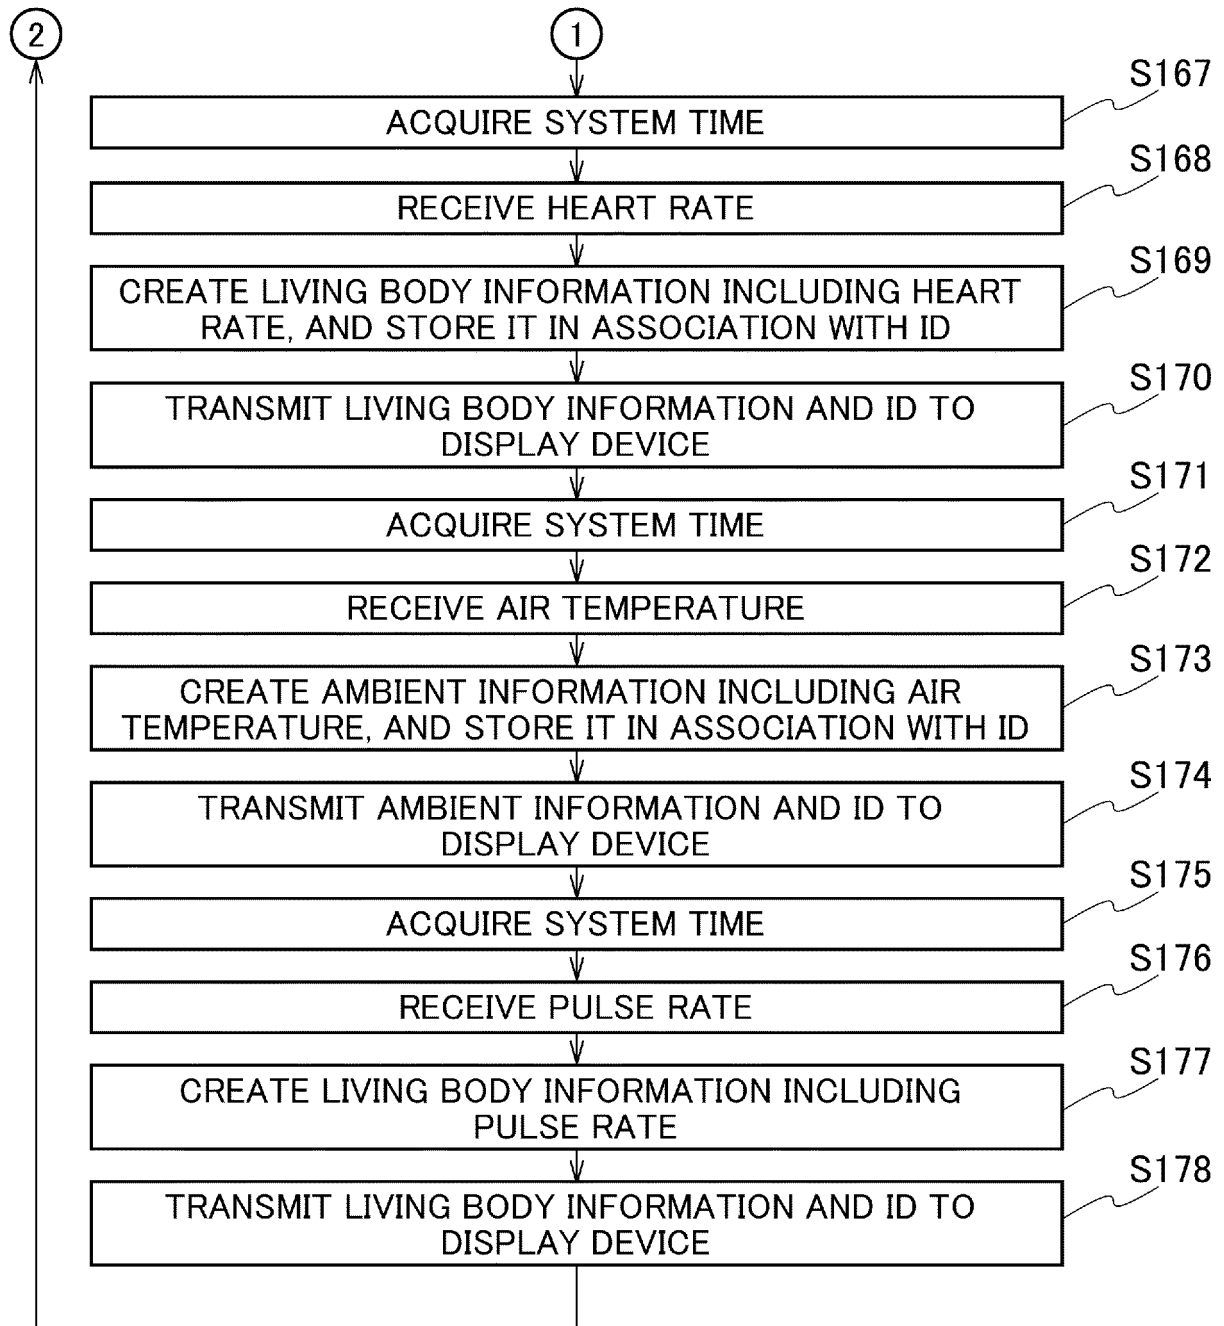 2
1
S167
ACQUIRE SYSTEM TIME
S168
RECEIVE HEART RATE
S169
CREATE LIVING BODY INFORMATION INCLUDING HEART
RATE, AND STORE IT IN ASSOCIATION WITH ID
S170
TRANSMIT LIVING BODY INFORMATION AND ID TO
DISPLAY DEVICE
S171
ACQUIRE SYSTEM TIME
S172
RECEIVE AIR TEMPERATURE
S173
CREATE AMBIENT INFORMATION INCLUDING AIR
TEMPERATURE, AND STORE IT IN ASSOCIATION WITH ID
S174
TRANSMIT AMBIENT INFORMATION AND ID TO
DISPLAY DEVICE
S175
ACQUIRE SYSTEM TIME
S176
RECEIVE PULSE RATE
S177
CREATE LIVING BODY INFORMATION INCLUDING
PULSE RATE
S178
TRANSMIT LIVING BODY INFORMATION AND ID TO
DISPLAY DEVICE